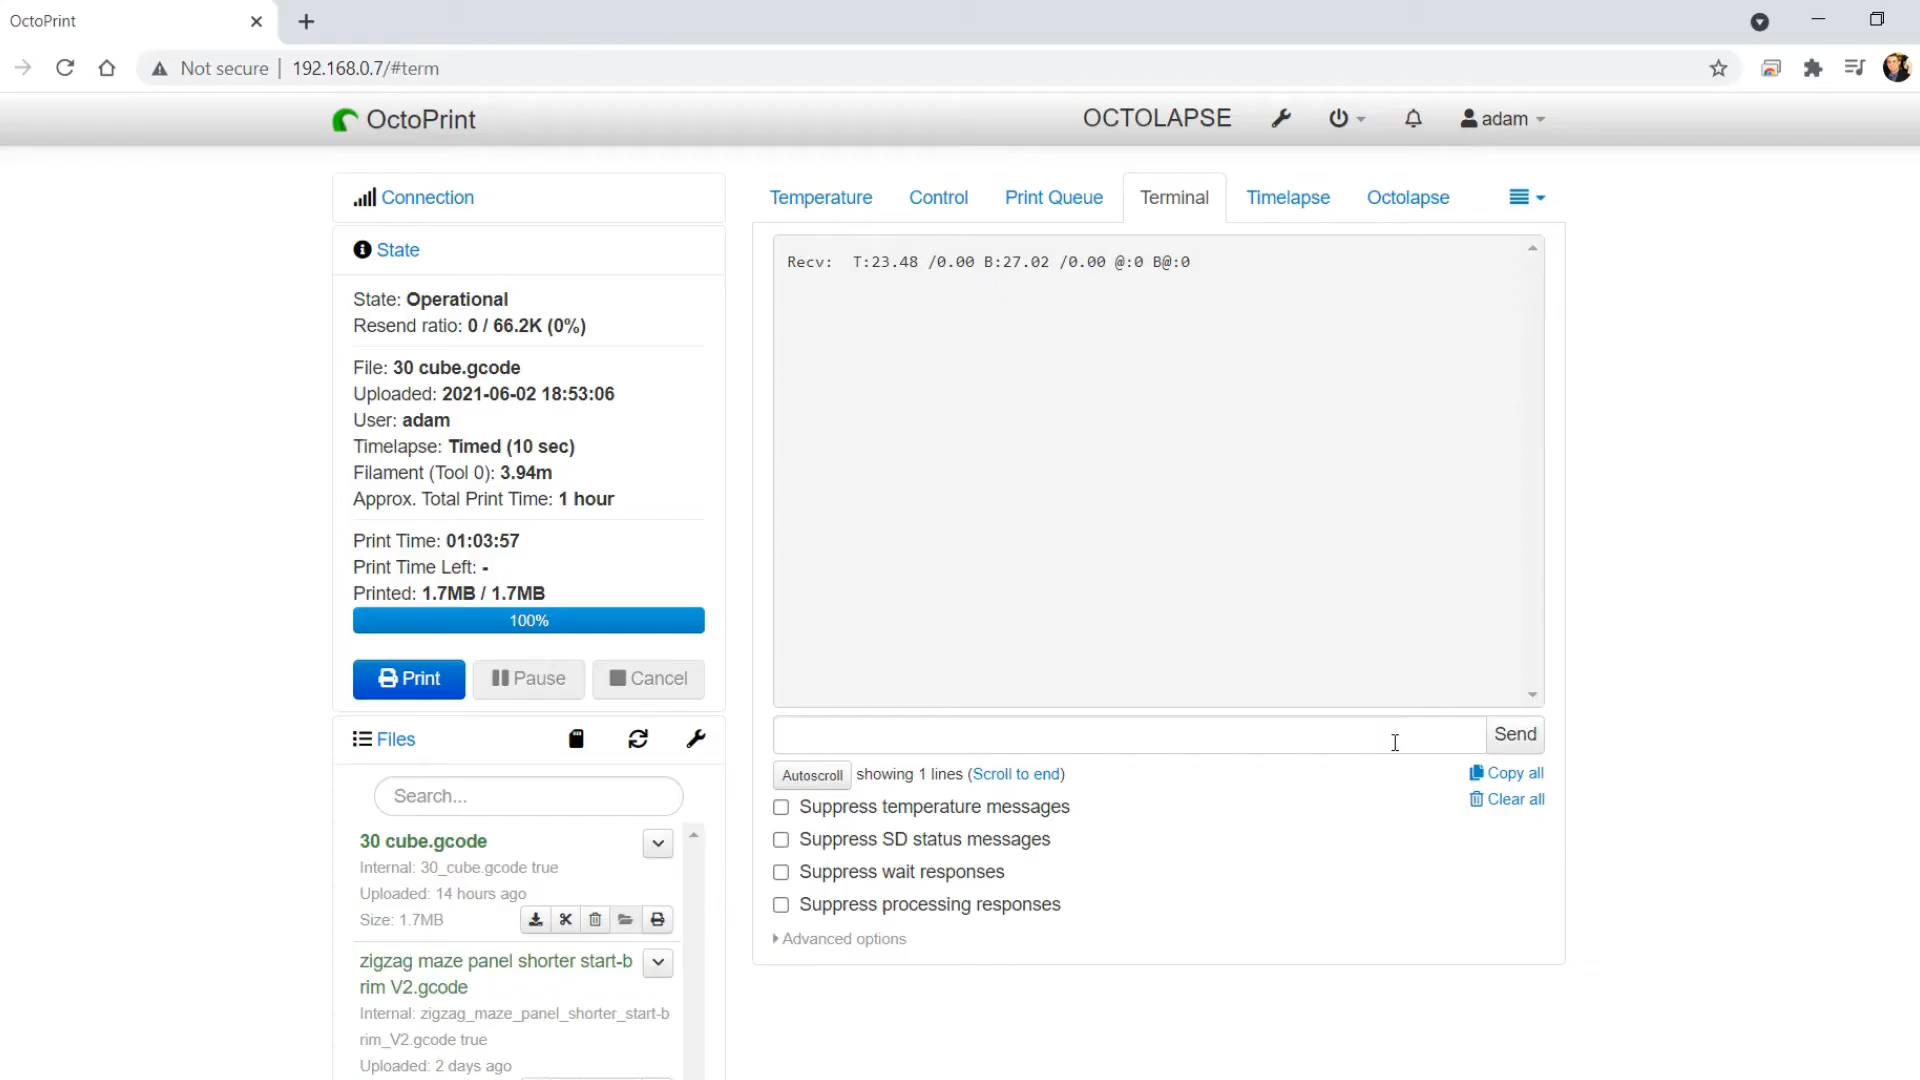 OctoPrint
Not secure | 192.168.0.7/#term
OctoPrint
OCTOLAPSE
adam
Connection
State
State: Operational
Resend ratio: 0 / 66.2K (0%)
File: 30 cube.gcode
Uploaded: 2021-06-02 18:53:06
User: adam
Timelapse: Timed (10 sec)
Filament (Tool 0): 3.94m
Approx. Total Print Time: 1 hour
Print Time: 01:03:57
Print Time Left: -
Printed: 1.7MB / 1.7MB
100%
Print
Pause
Cancel
Files
Search...
30 cube.gcode
Internal: 30_cube.gcode true
Uploaded: 14 hours ago
Size: 1.7MB
zigzag maze panel shorter start-b
rim V2.gcode
Internal: zigzag_maze_panel_shorter_start-b
rim_V2.gcode true
Uploaded: 2 days ago
Temperature
Control
Print Queue
Terminal
Timelapse
Octolapse
Recv:  T:23.48 /0.00 B:27.02 /0.00 @:0 B@:0
Send
Autoscroll showing 1 lines (Scroll to end)
Copy all
Clear all
Suppress temperature messages
Suppress SD status messages
Suppress wait responses
Suppress processing responses
Advanced options